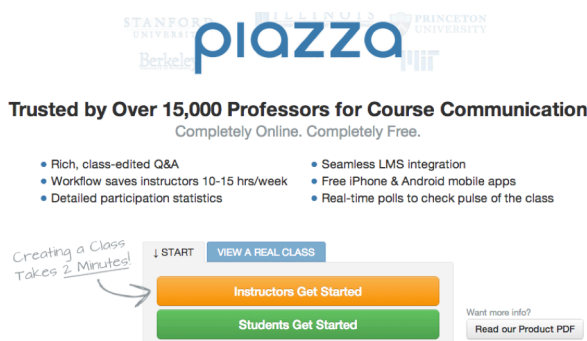 STANFORD
UNIVERSITY
ILLINOIS
PRINCETON
UNIVERSITY
Berkeley
MIT
piazza
Trusted by Over 15,000 Professors for Course Communication
Completely Online. Completely Free.
• Rich, class-edited Q&A
• Workflow saves instructors 10-15 hrs/week
• Detailed participation statistics
• Seamless LMS integration
• Free iPhone & Android mobile apps
• Real-time polls to check pulse of the class
Creating a Class
Takes 2 Minutes!
↓ START
VIEW A REAL CLASS
Instructors Get Started
Students Get Started
Want more info?
Read our Product PDF